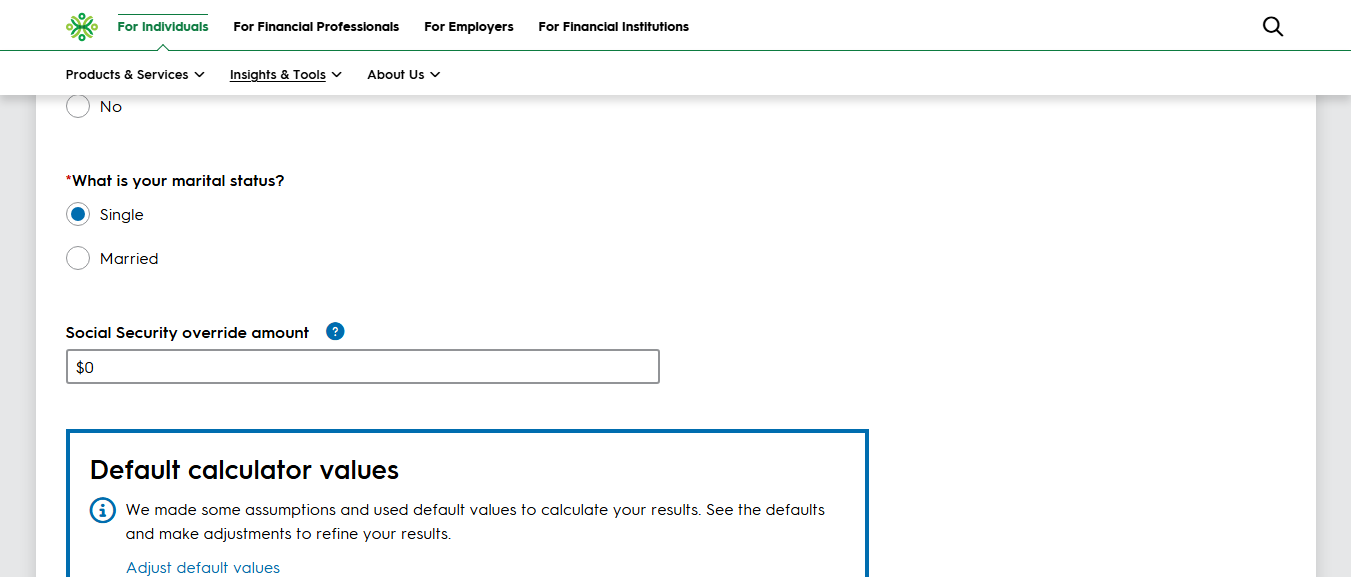 For Individuals For Financial Professionals For Employers For Financial Institutions
Products & Services Insights & Tools About Us
No
*What is your marital status?
Single
Married
Social Security override amount ?
$0
Default calculator values
We made some assumptions and used default values to calculate your results. See the defaults
and make adjustments to refine your results.
Adjust default values